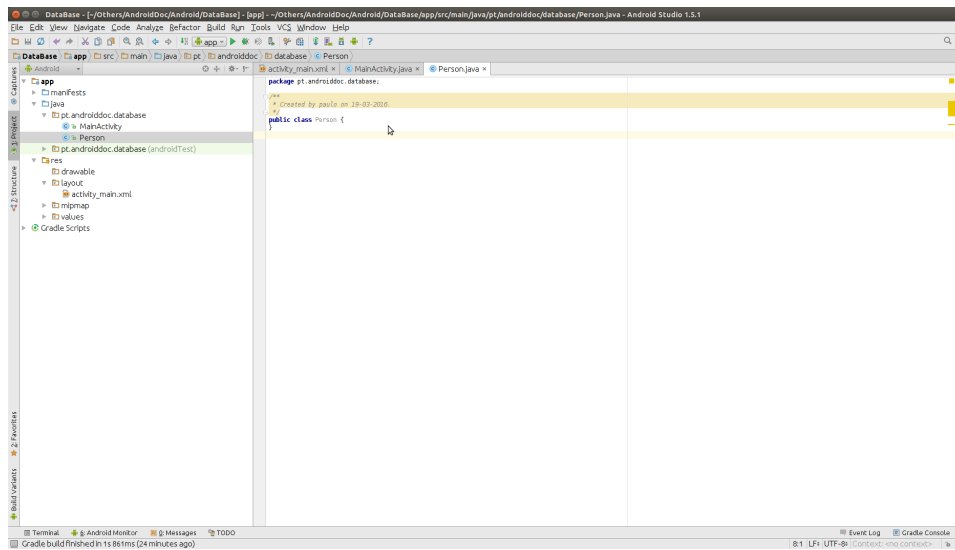 DataBase - [~/Others/AndroidDoc/Android/DataBase] - [app] - ~/Others/AndroidDoc/Android/DataBase/app/src/main/java/pt/androiddoc/database/Person.java - Android Studio 1.5.1
File Edit View Navigate Code Analyze Refactor Build Run Tools VCS Window Help
app
DataBase app src main java pt androiddoc database Person
Android
activity_main.xml MainActivity.java Person.java
Captures
1: Project
2: Structure
2: Favorites
Build Variants
app
manifests
java
pt.androiddoc.database
MainActivity
Person
pt.androiddoc.database (androidTest)
res
drawable
layout
activity_main.xml
mipmap
values
Gradle Scripts
package pt.androiddoc.database;
/**
* Created by paulo on 19-03-2016.
*/
public class Person {
}
Terminal 6: Android Monitor 0: Messages TODO Event Log Gradle Console
Gradle build finished in 1s 861ms (24 minutes ago) 8:1 LF UTF-8 Context: <no context>